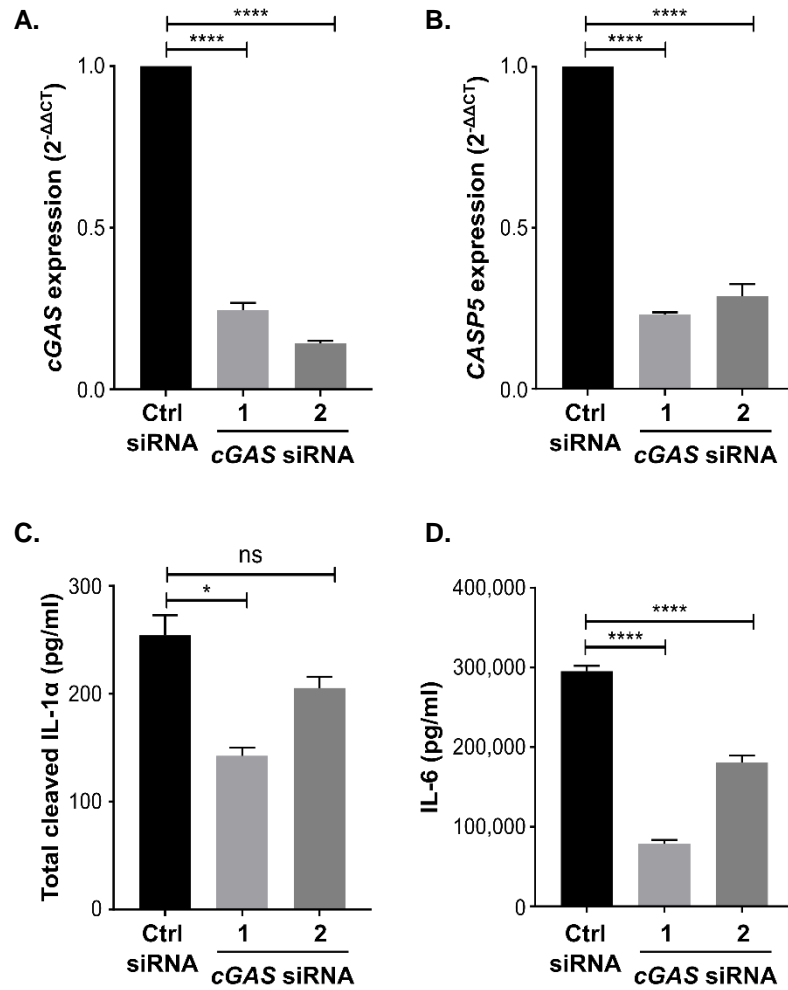 A.
****
****
cGAS expression (2-ΔΔCT)
1.0
0.5
0.0
Ctrl
siRNA
1
2
cGAS siRNA
B.
****
****
CASP5 expression (2-ΔΔCT)
1.0
0.5
0.0
Ctrl
siRNA
1
2
cGAS siRNA
C.
ns
*
Total cleaved IL-1α (pg/ml)
300
200
100
0
Ctrl
siRNA
1
2
cGAS siRNA
D.
****
****
IL-6
(pg/ml)
400,000
300,000
200,000
100,000
0
Ctrl
siRNA
1
2
cGAS siRNA